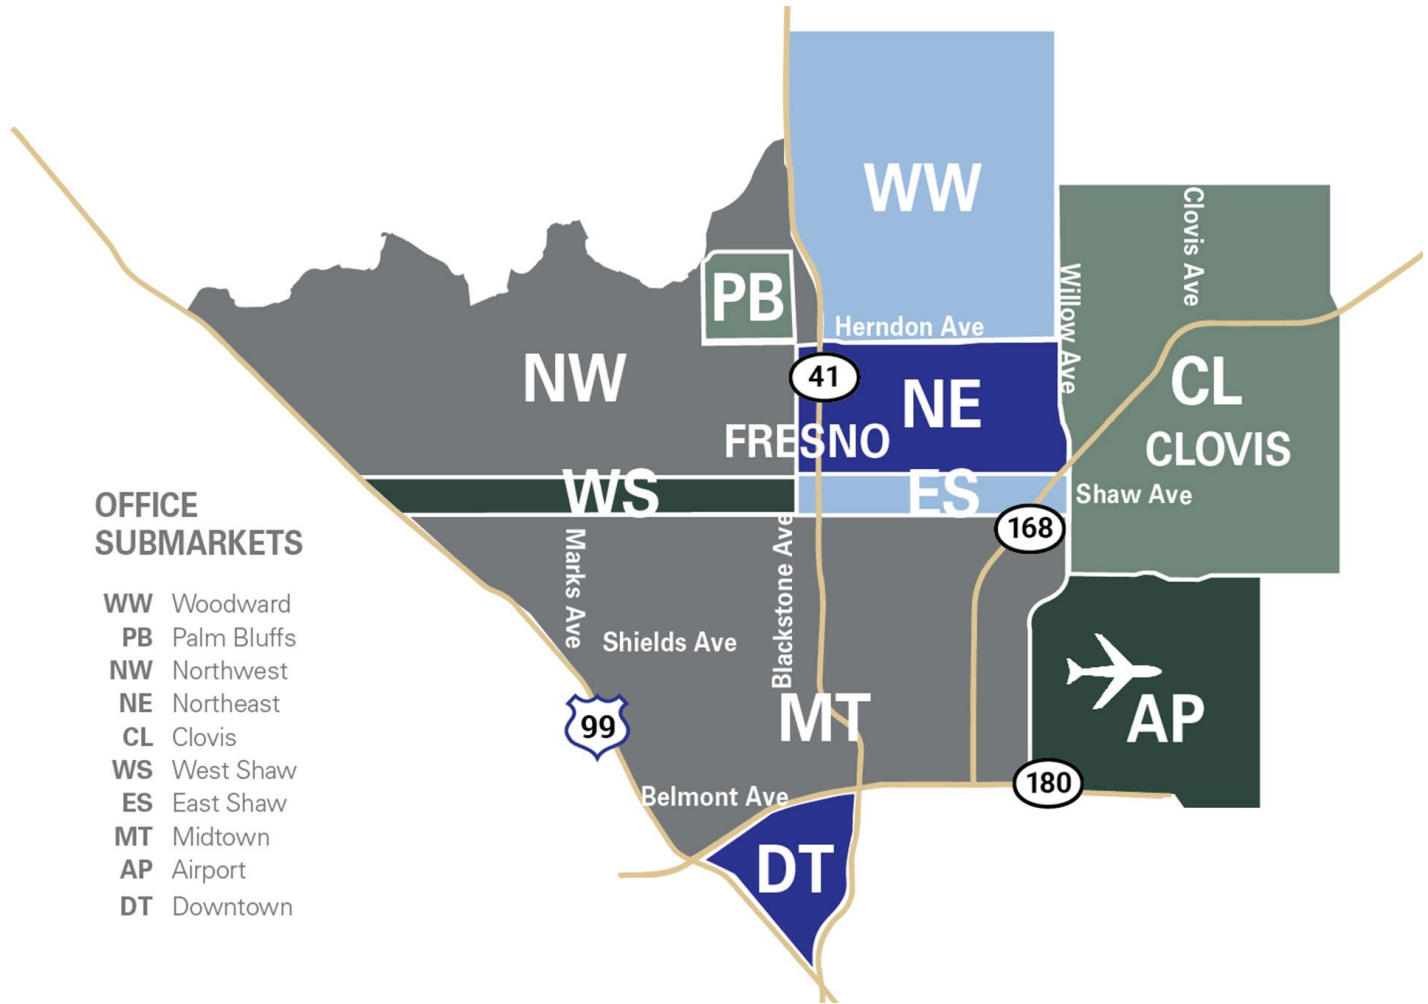 WW
Clovis Ave
PB
Willow Ave
Herndon Ave
NW
41
NE
CL
FRESNO
CLOVIS
WS
ES
Shaw Ave
168
OFFICE
SUBMARKETS
WW Woodward
PB Palm Bluffs
NW Northwest
NE Northeast
CL Clovis
WS West Shaw
ES East Shaw
MT Midtown
AP Airport
DT Downtown
Marks Ave
Blackstone Ave
Shields Ave
MT
AP
99
180
Belmont Ave
DT